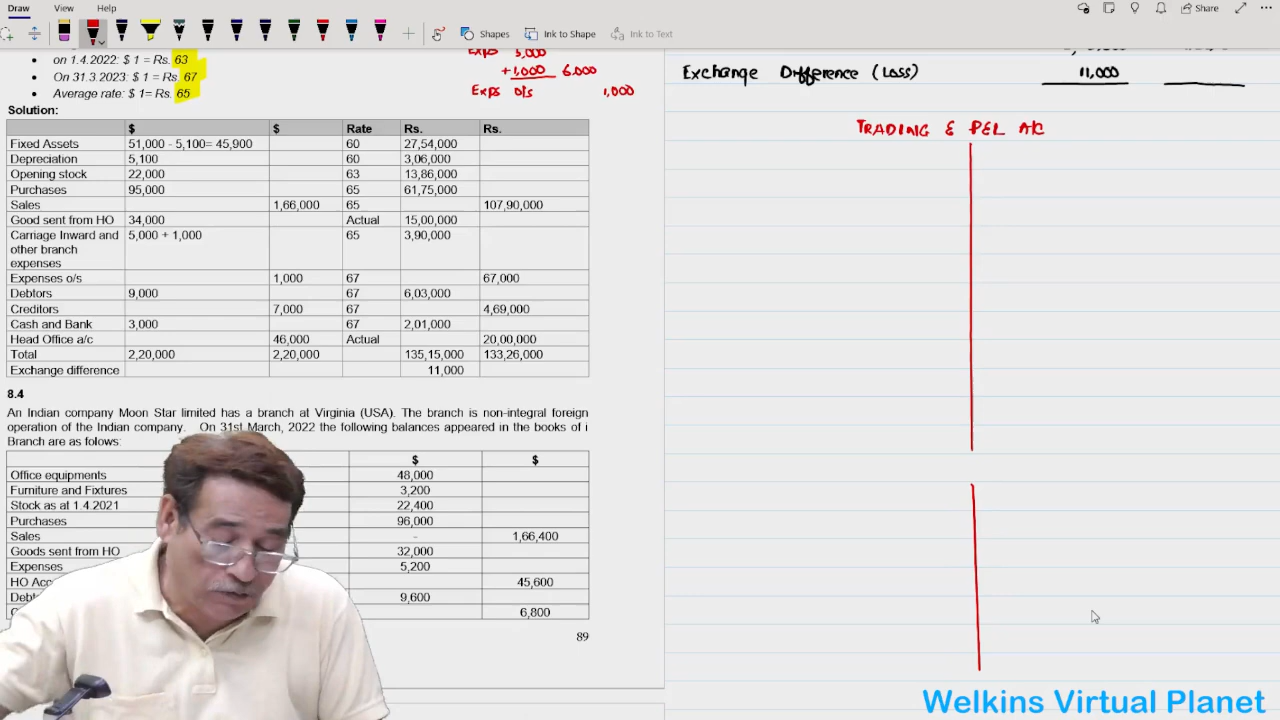 Draw View Help
Share
Shapes Ink to Shape Ink to Text
on 1.4.2022: $ 1 = Rs. 63
On 31.3.2023: $ 1= Rs. 67
Average rate: $ 1= Rs. 65
Exps 5,000
+1,000 6,000
Exps o/s 1,000
Solution:
$ $ Rate Rs. Rs.
Fixed Assets 51,000 - 5,100= 45,900 60 27,54,000
Depreciation 5,100 60 3,06,000
Opening stock 22,000 63 13,86,000
Purchases 95,000 65 61,75,000
Sales 1,66,000 65 107,90,000
Good sent from HO 34,000 Actual 15,00,000
Carriage Inward and 5,000 + 1,000 65 3,90,000
other branch
expenses
Expenses o/s 1,000 67 67,000
Debtors 9,000 67 6,03,000
Creditors 7,000 67 4,69,000
Cash and Bank 3,000 67 2,01,000
Head Office a/c 46,000 Actual 20,00,000
Total 2,20,000 2,20,000 135,15,000 133,26,000
Exchange difference 11,000
8.4
An Indian company Moon Star limited has a branch at Virginia (USA). The branch is non-integral foreign
operation of the Indian company. On 31st March, 2022 the following balances appeared in the books of i
Branch are as folows:
$ $
Office equipments 48,000
Furniture and Fixtures 3,200
Stock as at 1.4.2021 22,400
Purchases 96,000
Sales - 1,66,400
Goods sent from HO 32,000
Expenses 5,200
HO 45,600
9,600
6,800
89
Exchange Difference (Loss) 11,000
TRADING & P&L A/C
Welkins Virtual Planet